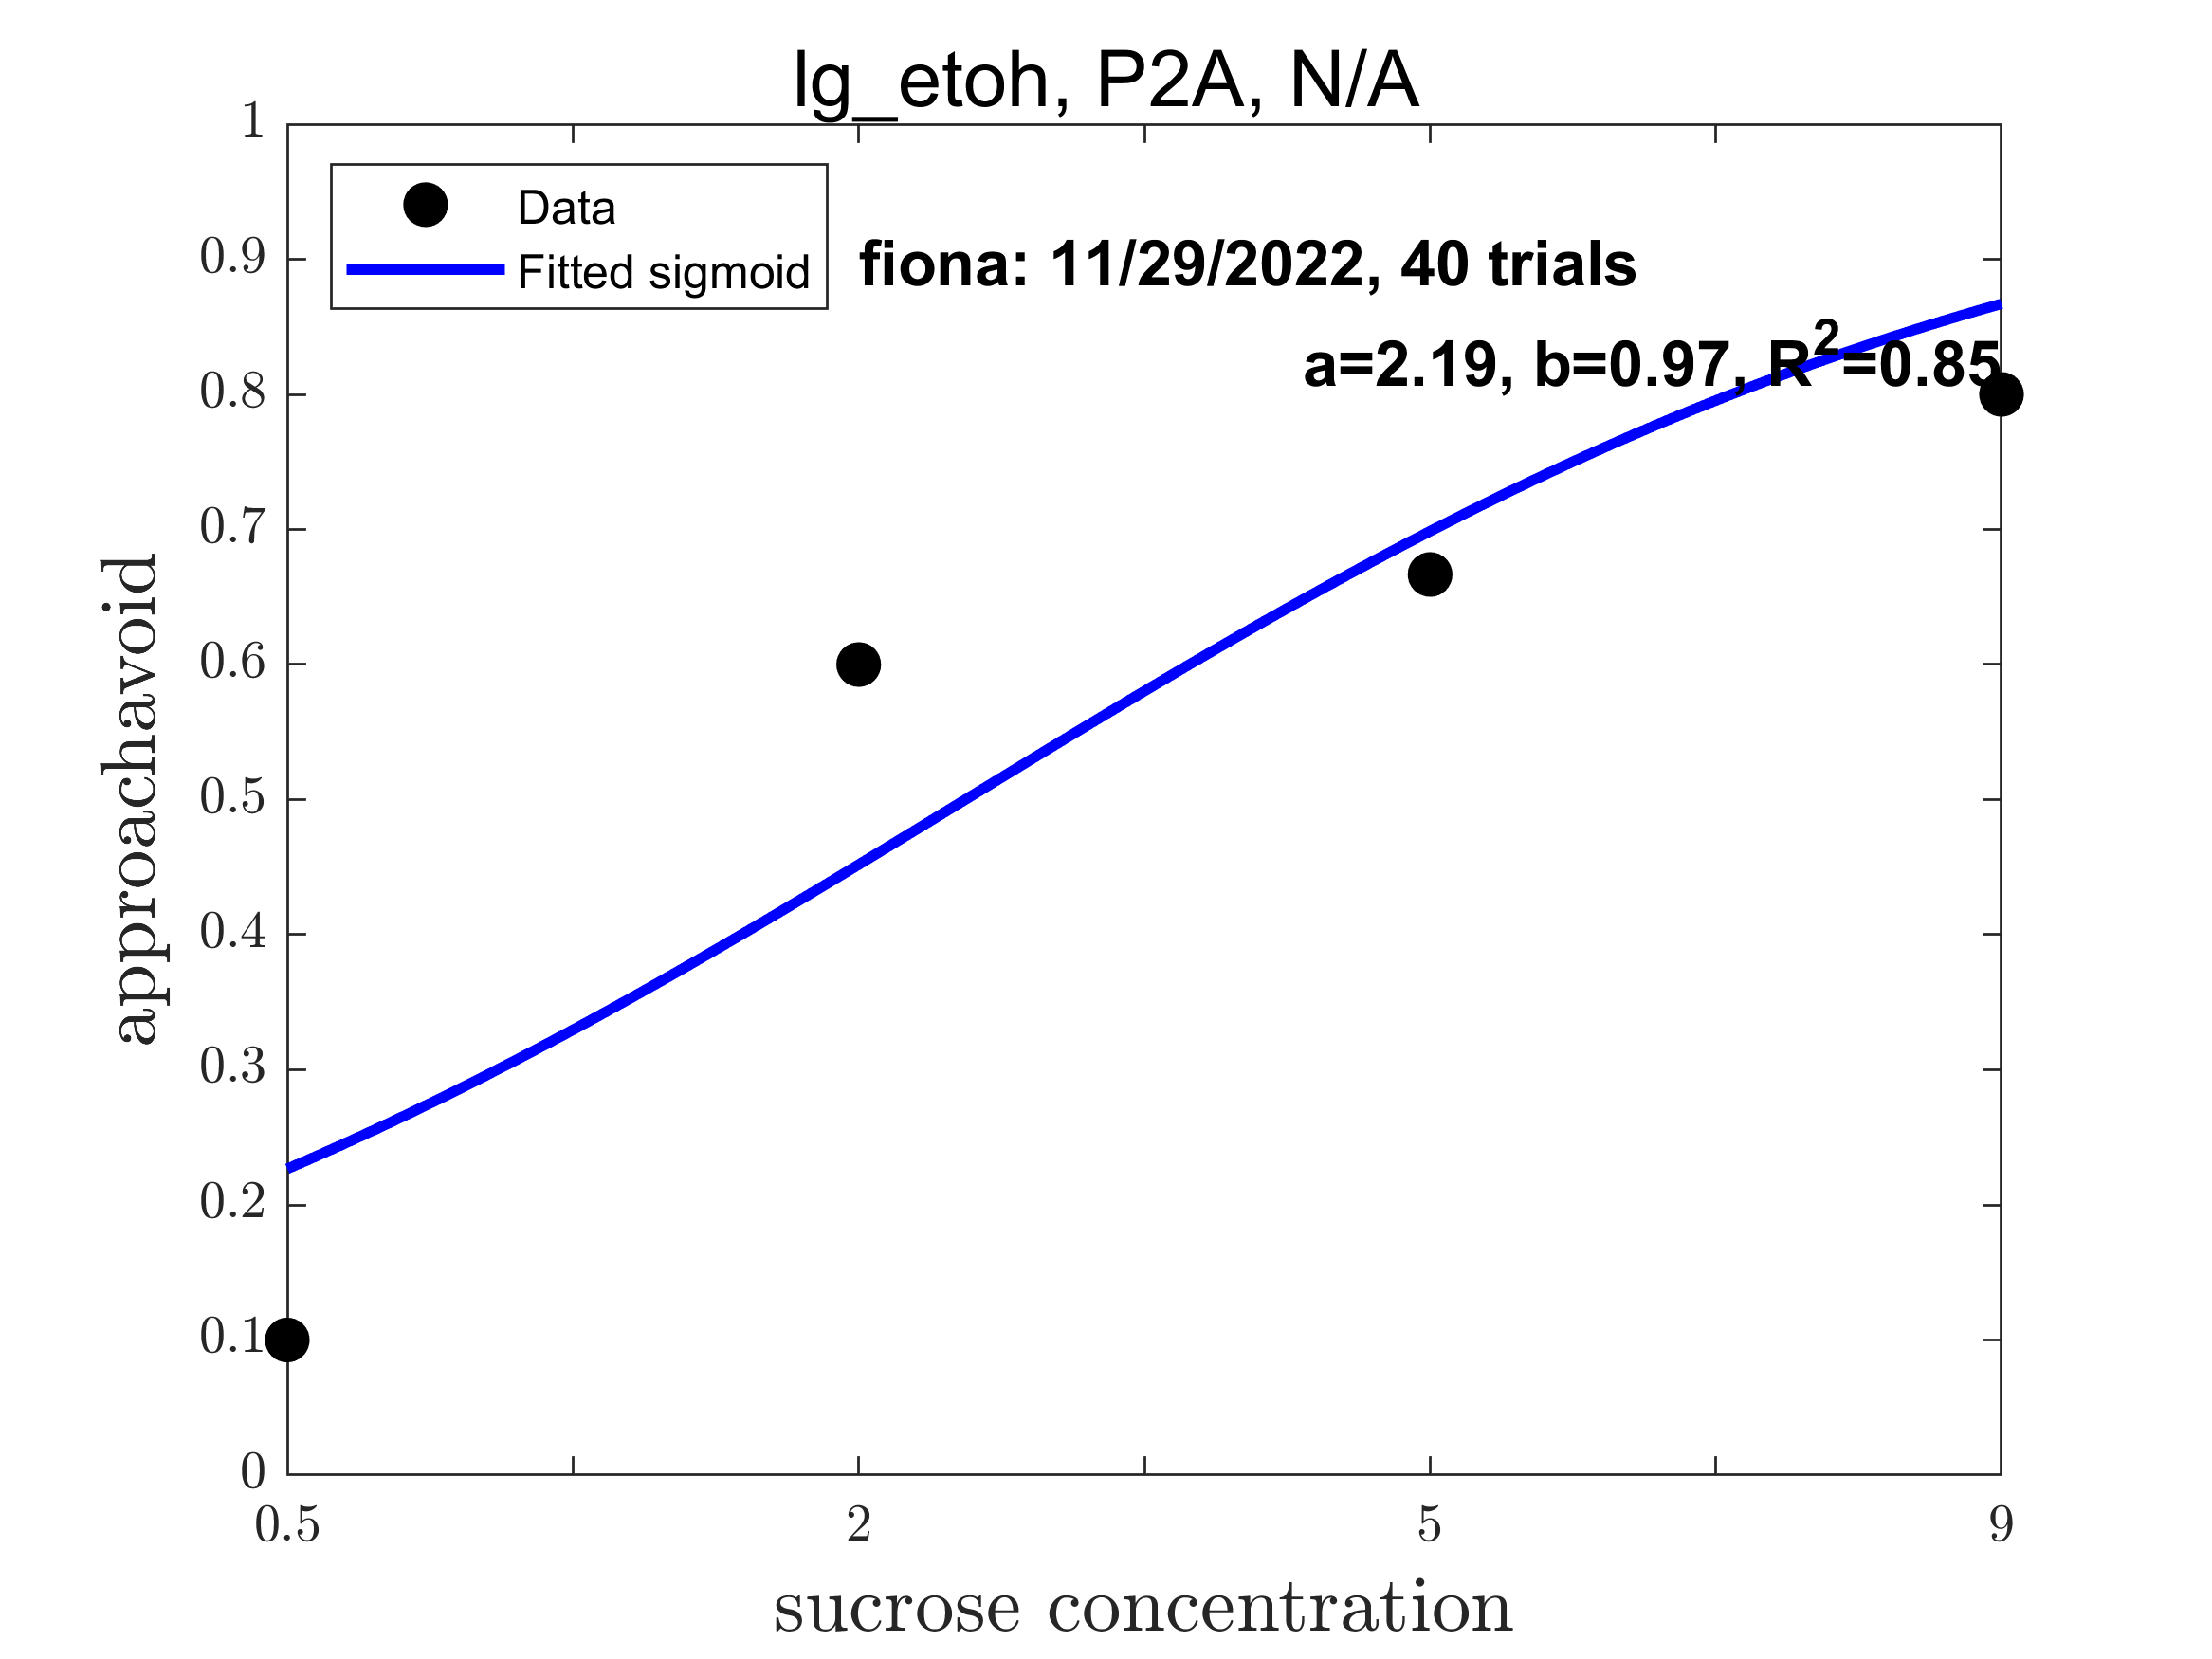 lg_etoh, P2A, N/A
1
Data
Fitted sigmoid
fiona: 11/29/2022, 40 trials
a=2.19, b=0.97, R²=0.85
0.9
0.8
0.7
0.6
0.5
0.4
0.3
0.2
0.1
0
approachavoid
0.5 2 5 9
sucrose concentration